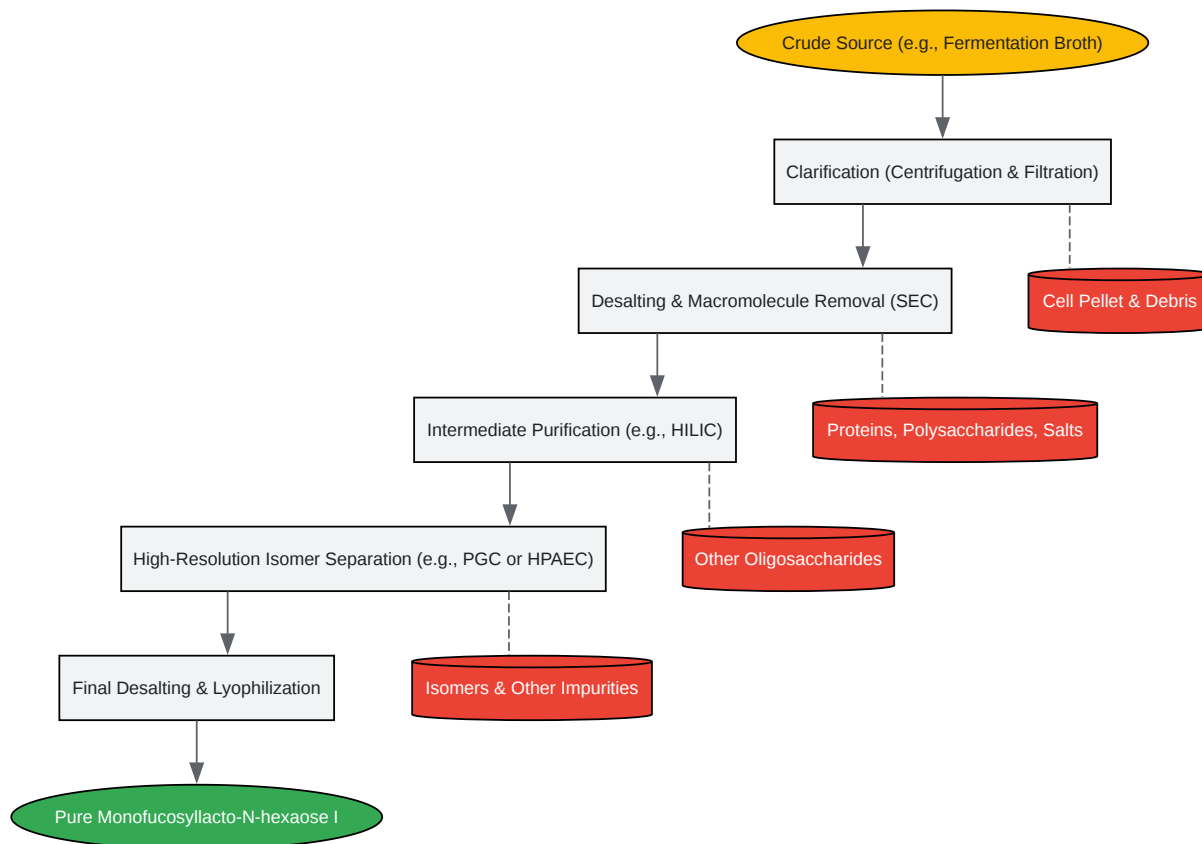 Crude Source (e.g., Fermentation Broth)
Clarification (Centrifugation & Filtration)
Desalting & Macromolecule Removal (SEC)
Cell Pellet & Debris
Intermediate Purification (e.g., HILIC)
Proteins, Polysaccharides, Salts
High-Resolution Isomer Separation (e.g., PGC or HPAEC)
Other Oligosaccharides
Final Desalting & Lyophilization
Isomers & Other Impurities
Pure Monofucosyllacto-N-hexaose I